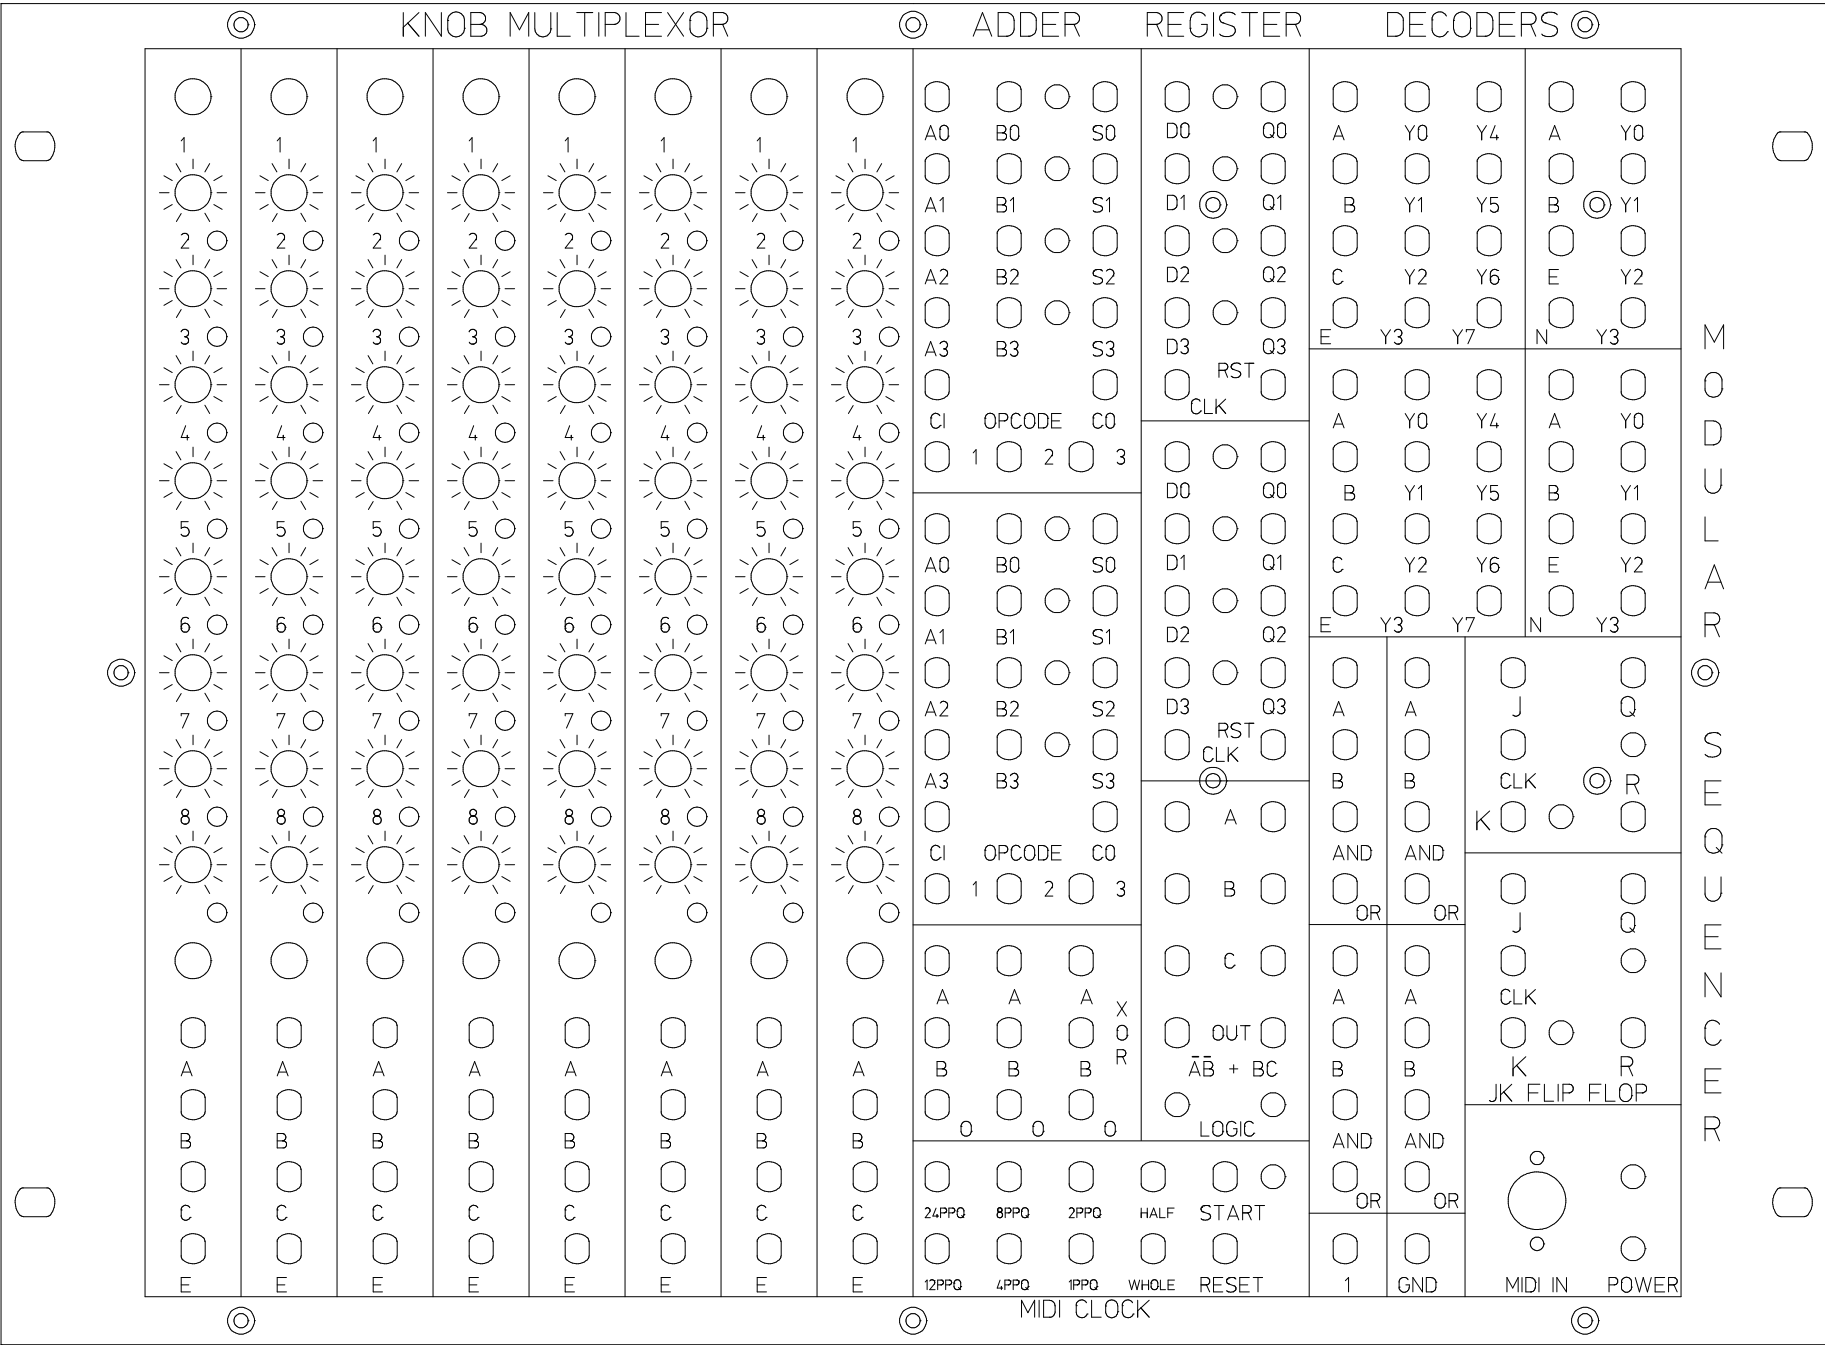 KNOB MULTIPLEXOR ADDER REGISTER DECODERS
1 1 1 1 1 1 1 1
2 2 2 2 2 2 2 2
3 3 3 3 3 3 3 3
4 4 4 4 4 4 4 4
5 5 5 5 5 5 5 5
6 6 6 6 6 6 6 6
7 7 7 7 7 7 7 7
8 8 8 8 8 8 8 8
A A A A A A A A
B B B B B B B B
C C C C C C C C
E E E E E E E E
A0 B0 S0
A1 B1 S1
A2 B2 S2
A3 B3 S3
CI OPCODE CO
1 2 3
A0 B0 S0
A1 B1 S1
A2 B2 S2
A3 B3 S3
CI OPCODE CO
1 2 3
A A A
B B B
O O O
XOR
D0 Q0
D1 Q1
D2 Q2
D3 Q3
RST
CLK
D0 Q0
D1 Q1
D2 Q2
D3 Q3
RST
CLK
A
B
C
OUT
A̅B̅ + BC
LOGIC
24PPQ 8PPQ 2PPQ HALF START
12PPQ 4PPQ 1PPQ WHOLE RESET
MIDI CLOCK
A Y0 Y4
B Y1 Y5
C Y2 Y6
E Y3 Y7
A Y0
B Y1
E Y2
N Y3
A Y0 Y4
B Y1 Y5
C Y2 Y6
E Y3 Y7
A Y0
B Y1
E Y2
N Y3
A A
B B
AND AND
OR OR
A A
B B
AND AND
OR OR
1 GND
J Q
CLK R
K
J Q
CLK
K R
JK FLIP FLOP
MIDI IN POWER
MODULAR SEQUENCER